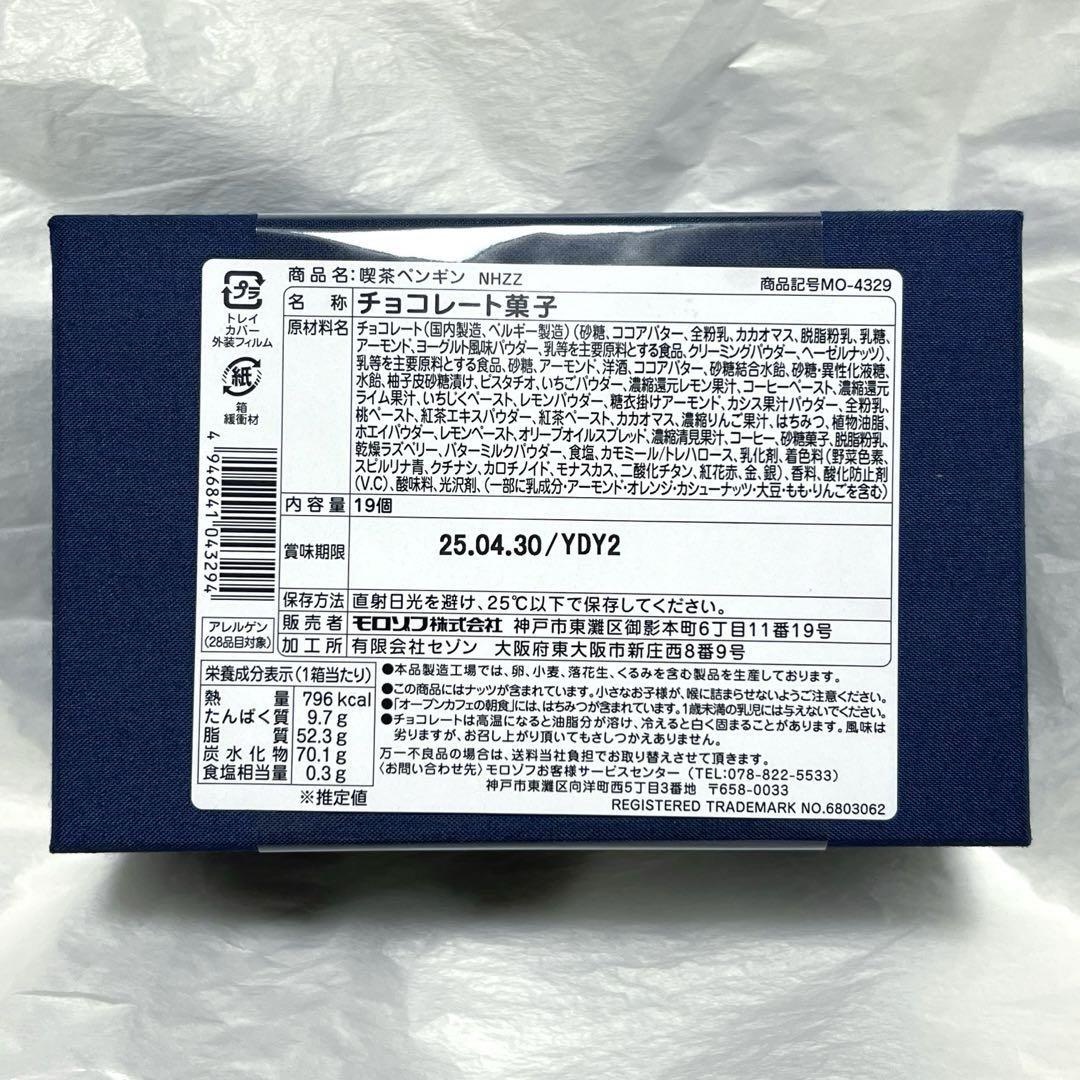 プラ
トレイ
カバー
外装フィルム
紙
箱
緩衝材
4 946841 043294
アレルゲン
(28品目対象)
商品名:喫茶ペンギン NHZZ
商品記号MO-4329
名 称 チョコレート菓子
原材料名 チョコレート(国内製造、ベルギー製造)(砂糖、ココアバター、全粉乳、カカオマス、脱脂粉乳、乳糖、
アーモンド、ヨーグルト風味パウダー、乳等を主要原料とする食品、クリーミングパウダー、ヘーゼルナッツ)、
乳等を主要原料とする食品、砂糖、アーモンド、洋酒、ココアバター、砂糖結合水飴、砂糖・異性化液糖、
水飴、柚子皮砂糖漬け、ピスタチオ、いちごパウダー、濃縮還元レモン果汁、コーヒーペースト、濃縮還元
ライム果汁、いちじくペースト、レモンパウダー、糖衣掛けアーモンド、カシス果汁パウダー、全粉乳、
桃ペースト、紅茶エキスパウダー、紅茶ペースト、カカオマス、濃縮りんご果汁、はちみつ、植物油脂、
ホエイパウダー、レモンペースト、オリーブオイルスプレッド、濃縮清見果汁、コーヒー、砂糖菓子、脱脂粉乳、
乾燥ラズベリー、バターミルクパウダー、食塩、カモミール/トレハロース、乳化剤、着色料(野菜色素、
スピルリナ青、クチナシ、カロチノイド、モナスカス、二酸化チタン、紅花赤、金、銀)、香料、酸化防止剤
(V.C)、酸味料、光沢剤、(一部に乳成分・アーモンド・オレンジ・カシューナッツ・大豆・もも・りんごを含む)
内容量 19個
賞味期限 25.04.30/YDY2
保存方法 直射日光を避け、25℃以下で保存してください。
販売者 モロゾフ株式会社 神戸市東灘区御影本町6丁目11番19号
加工所 有限会社セゾン 大阪府東大阪市新庄西8番9号
栄養成分表示(1箱当たり)
熱 量 796 kcal
たんぱく質 9.7 g
脂 質 52.3 g
炭水化物 70.1 g
食塩相当量 0.3 g
※推定値
●本品製造工場では、卵、小麦、落花生、くるみを含む製品を生産しております。
●この商品にはナッツが含まれています。小さなお子様が、喉に詰まらせないようご注意ください。
●「オープンカフェの朝食」には、はちみつが含まれています。1歳未満の乳児には与えないでください。
●チョコレートは高温になると油脂分が溶け、冷えると白く固まることがあります。風味は
劣りますが、お召し上がり頂いてもさしつかえありません。
万一不良品の場合は、送料当社負担でお取り替えさせて頂きます。
〈お問い合わせ先〉モロゾフお客様サービスセンター (TEL:078-822-5533)
神戸市東灘区向洋町西5丁目3番地 〒658-0033
REGISTERED TRADEMARK NO.6803062